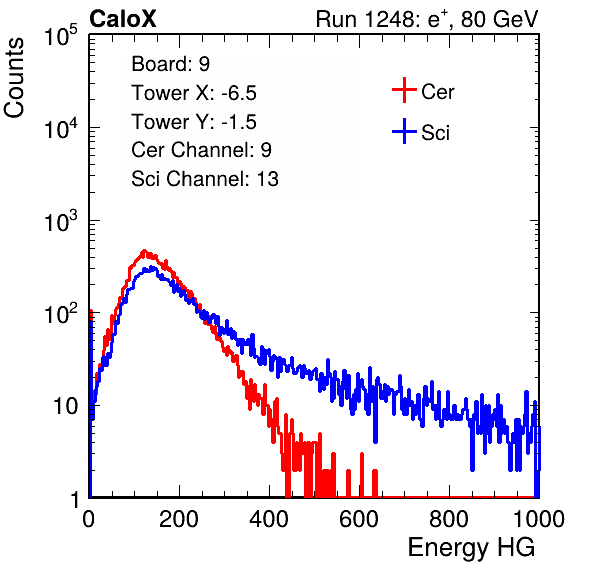 CaloX Run 1248: e⁺, 80 GeV
Counts
10⁵
10⁴
10³
10²
10
1
Board: 9
Tower X: -6.5
Tower Y: -1.5
Cer Channel: 9
Sci Channel: 13
Cer
Sci
0 200 400 600 800 1000
Energy HG